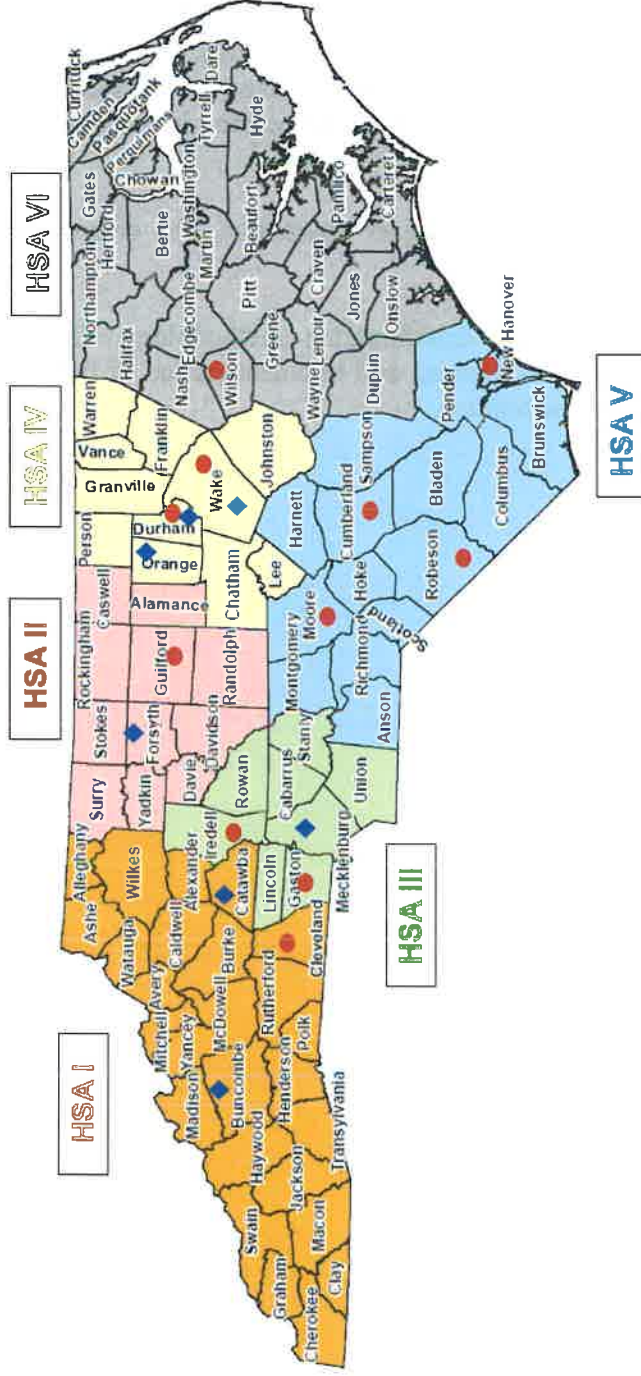 HSA I
HSA II
HSA III
HSA IV
HSA V
HSA VI
Cherokee
Graham
Clay
Swain
Macon
Jackson
Haywood
Transylvania
Madison
Buncombe
Henderson
Yancey
Mitchell
Avery
McDowell
Polk
Rutherford
Cleveland
Burke
Caldwell
Watauga
Ashe
Alleghany
Wilkes
Alexander
Catawba
Lincoln
Gaston
Iredell
Mecklenburg
Rowan
Cabarrus
Stanly
Union
Surry
Yadkin
Davie
Stokes
Forsyth
Davidson
Rockingham
Guilford
Randolph
Caswell
Alamance
Person
Orange
Durham
Chatham
Lee
Granville
Vance
Warren
Franklin
Wake
Johnston
Montgomery
Moore
Anson
Richmond
Scotland
Hoke
Harnett
Cumberland
Robeson
Sampson
Bladen
Columbus
Pender
Brunswick
New Hanover
Northampton
Halifax
Nash
Edgecombe
Wilson
Wayne
Greene
Lenoir
Duplin
Pitt
Martin
Bertie
Hertford
Gates
Chowan
Perquimans
Pasquotank
Camden
Currituck
Washington
Tyrrell
Dare
Hyde
Beaufort
Craven
Pamlico
Jones
Onslow
Carteret